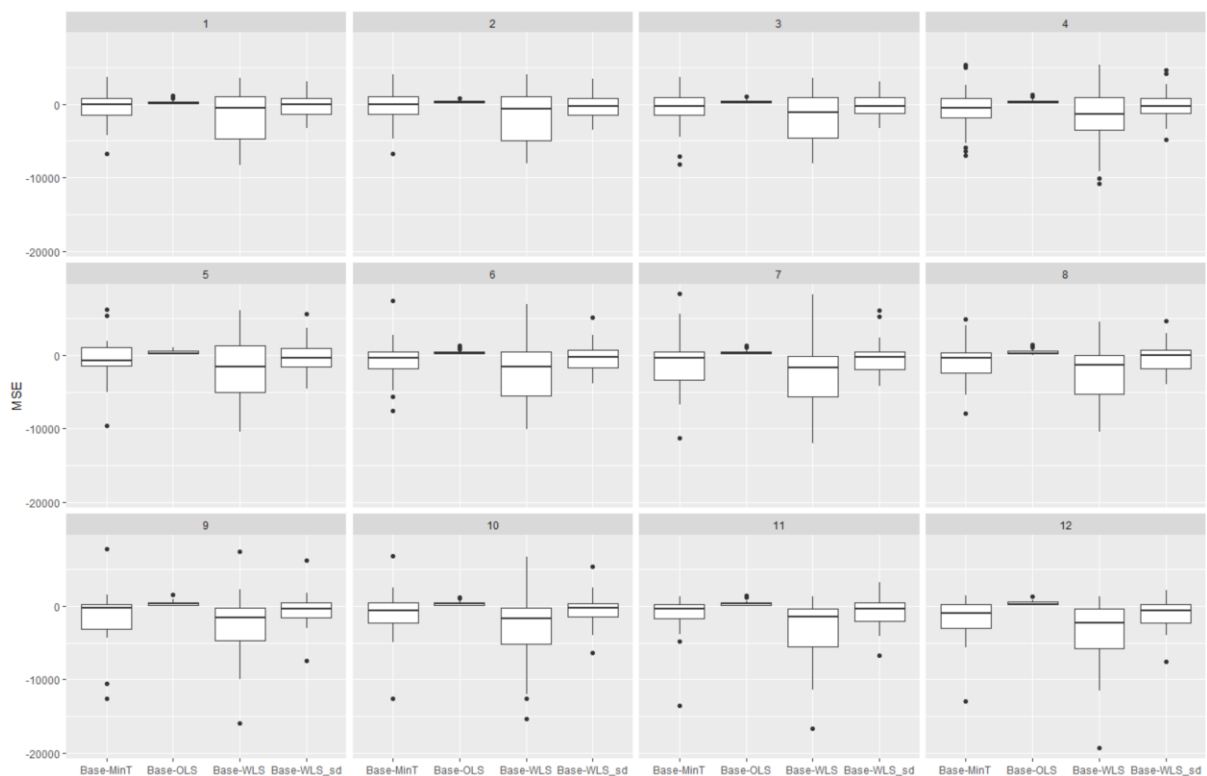 1 2 3 4
0
-10000
-20000
5 6 7 8
0
-10000
-20000
MSE
9 10 11 12
0
-10000
-20000
Base-MinT Base-OLS Base-WLS Base-WLS_sd Base-MinT Base-OLS Base-WLS Base-WLS_sd Base-MinT Base-OLS Base-WLS Base-WLS_sd Base-MinT Base-OLS Base-WLS Base-WLS_sd